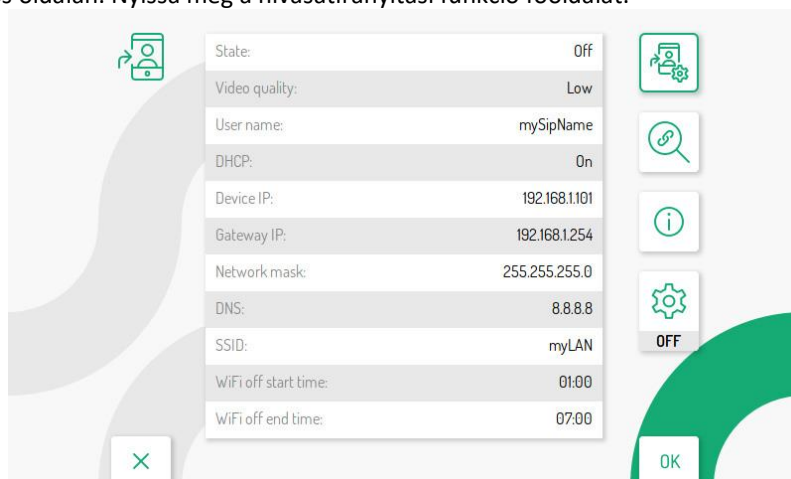 s oldalán. Nyissa meg a hívásátirányítási funkció főoldalát.
State: Off
Video quality: Low
User name: mySipName
DHCP: On
Device IP: 192.168.1.101
Gateway IP: 192.168.1.254
Network mask: 255.255.255.0
DNS: 8.8.8.8
SSID: myLAN
OFF
WiFi off start time: 01:00
WiFi off end time: 07:00
OK